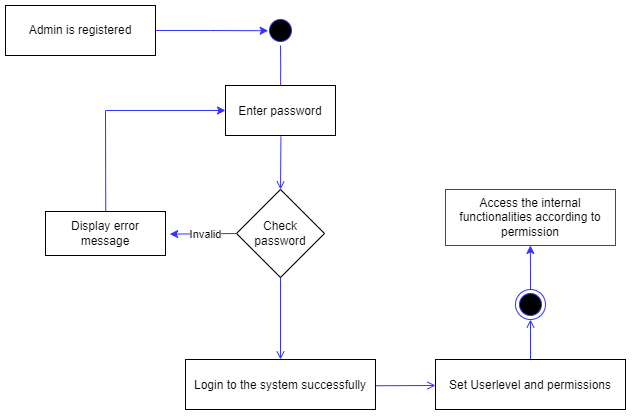 Admin is registered
Enter password
Display error
message
Invalid
Check
password
Access the internal
functionalities according to
permission
Login to the system successfully
Set Userlevel and permissions